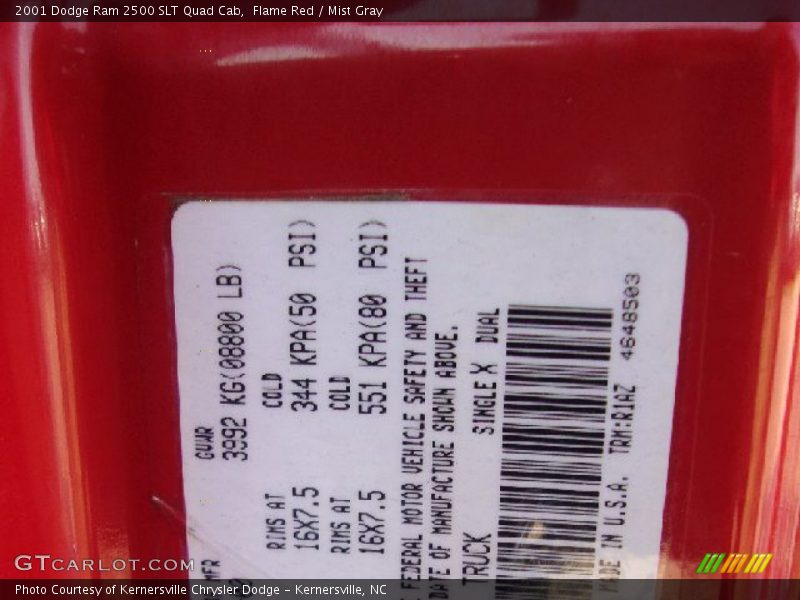 2001 Dodge Ram 2500 SLT Quad Cab,  Flame Red / Mist Gray
GVWR
3992 KG(08800 LB)
COLD
RIMS AT
16X7.5
344 KPA(50 PSI)
COLD
RIMS AT
16X7.5
551 KPA(80 PSI)
FEDERAL MOTOR VEHICLE SAFETY AND THEFT
DATE OF MANUFACTURE SHOWN ABOVE.
TRUCK
SINGLE X DUAL
IN U.S.A.
TRM:R1AZ
4648503
GTCARLOT.COM
Photo Courtesy of Kernersville Chrysler Dodge – Kernersville, NC